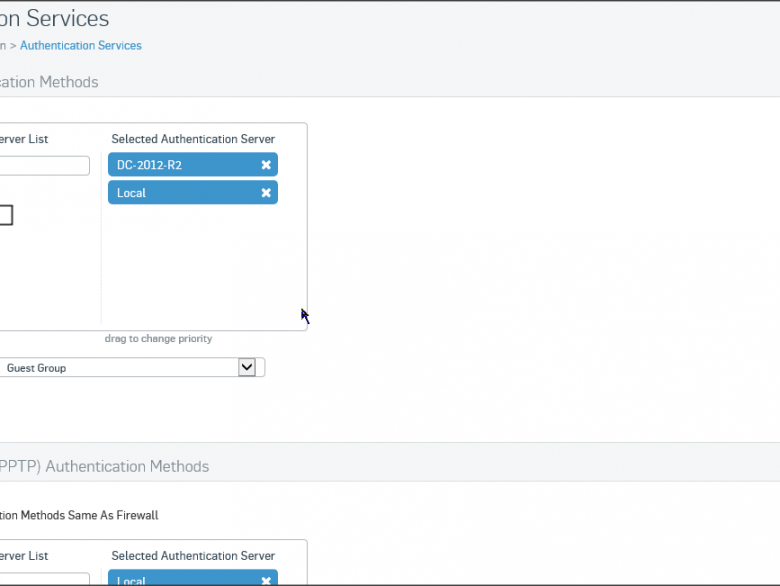 on Services
n > Authentication Services
cation Methods
erver List
Selected Authentication Server
DC-2012-R2
Local
drag to change priority
Guest Group
PPTP) Authentication Methods
tion Methods Same As Firewall
erver List
Selected Authentication Server
Local